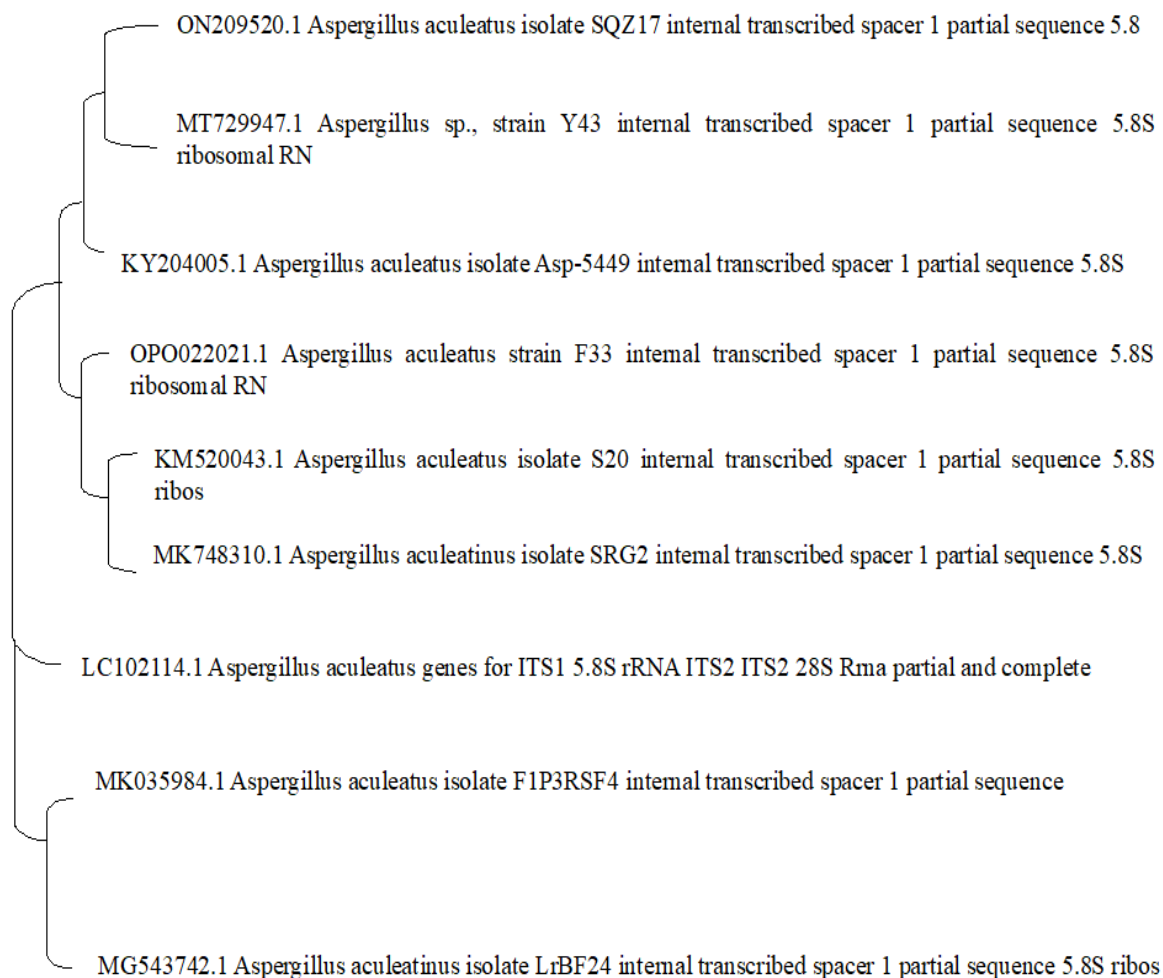 ON209520.1 Aspergillus aculeatus isolate SQZ17 internal transcribed spacer 1 partial sequence 5.8
MT729947.1 Aspergillus sp., strain Y43 internal transcribed spacer 1 partial sequence 5.8S
ribosomal RN
KY204005.1 Aspergillus aculeatus isolate Asp-5449 internal transcribed spacer 1 partial sequence 5.8S
OPO022021.1 Aspergillus aculeatus strain F33 internal transcribed spacer 1 partial sequence 5.8S
ribosomal RN
KM520043.1 Aspergillus aculeatus isolate S20 internal transcribed spacer 1 partial sequence 5.8S
ribos
MK748310.1 Aspergillus aculeatinus isolate SRG2 internal transcribed spacer 1 partial sequence 5.8S
LC102114.1 Aspergillus aculeatus genes for ITS1 5.8S rRNA ITS2 ITS2 28S Rrna partial and complete
MK035984.1 Aspergillus aculeatus isolate F1P3RSF4 internal transcribed spacer 1 partial sequence
MG543742.1 Aspergillus aculeatinus isolate LrBF24 internal transcribed spacer 1 partial sequence 5.8S ribos